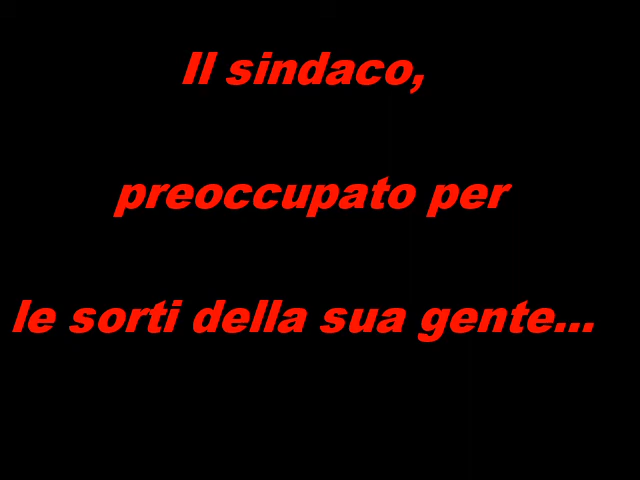 Il sindaco,
preoccupato per
le sorti della sua gente...